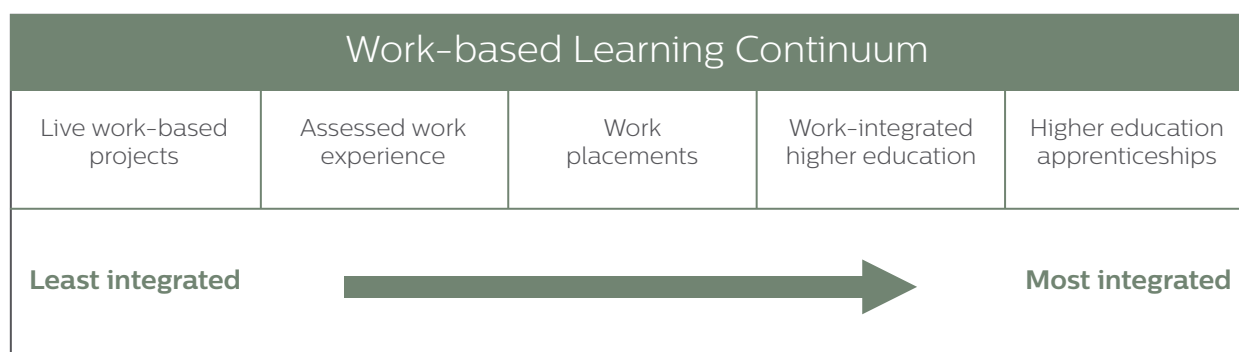 Work-based Learning Continuum
Live work-based
projects
Assessed work
experience
Work
placements
Work-integrated
higher education
Higher education
apprenticeships
Least integrated
Most integrated